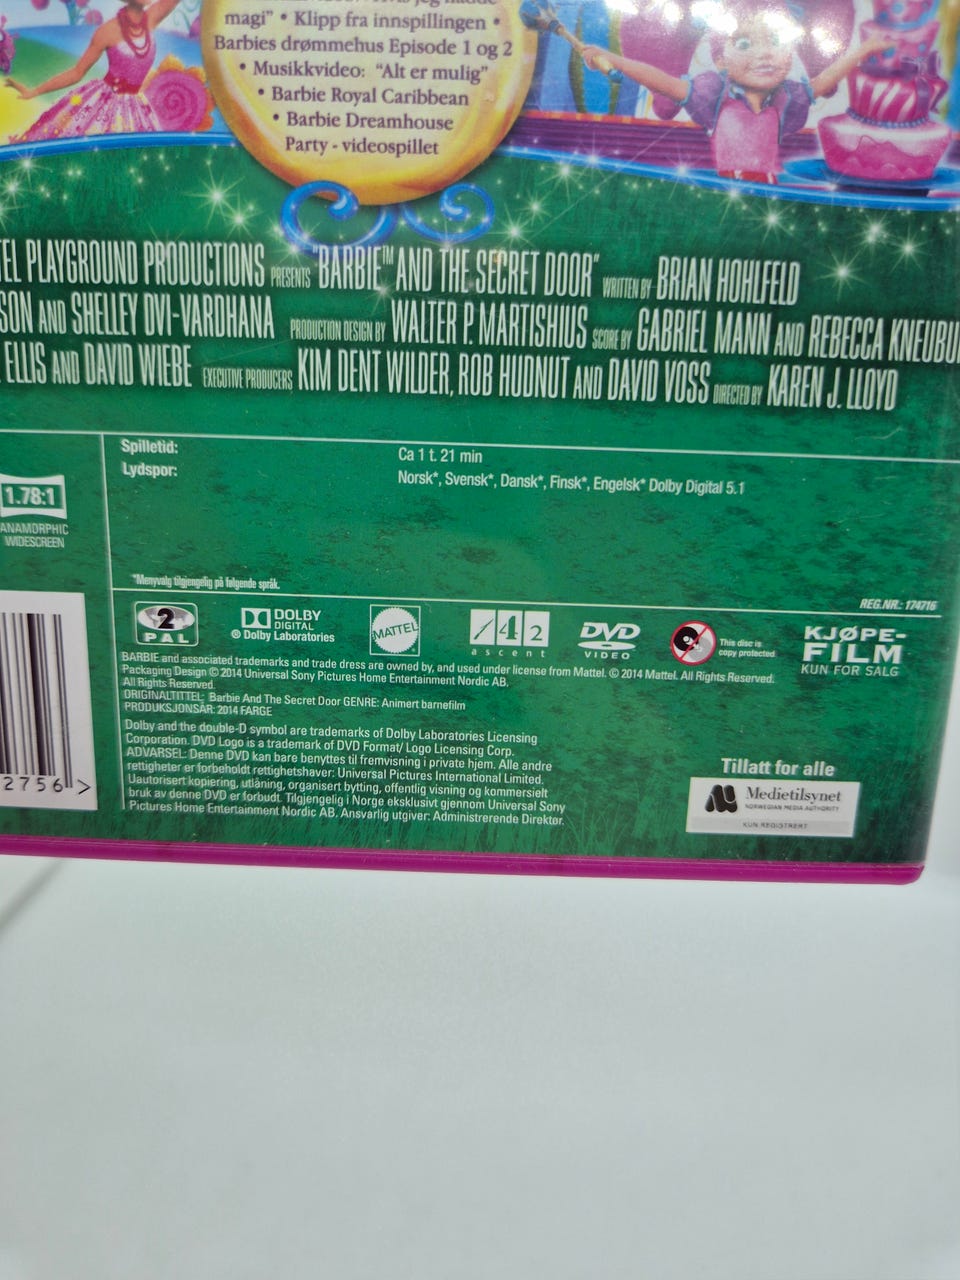 magi" • Klipp fra innspillingen •
Barbies drømmehus Episode 1 og 2
• Musikkvideo: "Alt er mulig"
• Barbie Royal Caribbean
• Barbie Dreamhouse
Party - videospillet
PLAYGROUND PRODUCTIONS PRESENTS "BARBIE™ AND THE SECRET DOOR" WRITTEN BY BRIAN HOHLFELD
SON AND SHELLEY DVI-VARDHANA PRODUCTION DESIGN BY WALTER P. MARTISHIUS SCORE BY GABRIEL MANN AND REBECCA KNEUBU
ELLIS AND DAVID WIEBE EXECUTIVE PRODUCERS KIM DENT WILDER, ROB HUDNUT AND DAVID VOSS DIRECTED BY KAREN J. LLOYD
Spilletid: Ca 1 t. 21 min
Lydspor: Norsk*, Svensk*, Dansk*, Finsk*, Engelsk* Dolby Digital 5.1
1.78:1
ANAMORPHIC
WIDESCREEN
*Menyvalg tilgjengelig på følgende språk.
REG.NR.: 174716
2
PAL
DOLBY
DIGITAL
® Dolby Laboratories
MATTEL
142
ascent
DVD
VIDEO
This disc is
copy protected
KJØPE-
FILM
KUN FOR SALG
BARBIE and associated trademarks and trade dress are owned by, and used under license from Mattel. © 2014 Mattel. All Rights Reserved.
Packaging Design © 2014 Universal Sony Pictures Home Entertainment Nordic AB.
All Rights Reserved.
ORIGINALTITTEL: Barbie And The Secret Door GENRE: Animert barnefilm
PRODUKSJONSÅR: 2014 FARGE
Dolby and the double-D symbol are trademarks of Dolby Laboratories Licensing
Corporation. DVD Logo is a trademark of DVD Format/ Logo Licensing Corp.
ADVARSEL: Denne DVD kan bare benyttes til fremvisning i private hjem. Alle andre
rettigheter er forbeholdt rettighetshaver: Universal Pictures International Limited.
Uautorisert kopiering, utlåning, organisert bytting, offentlig visning og kommersielt
bruk av denne DVD er forbudt. Tilgjengelig i Norge eksklusivt gjennom Universal Sony
Pictures Home Entertainment Nordic AB. Ansvarlig utgiver: Administrerende Direktør.
2756 >
Tillatt for alle
Medietilsynet
NORWEGIAN MEDIA AUTHORITY
KUN REGISTRERT